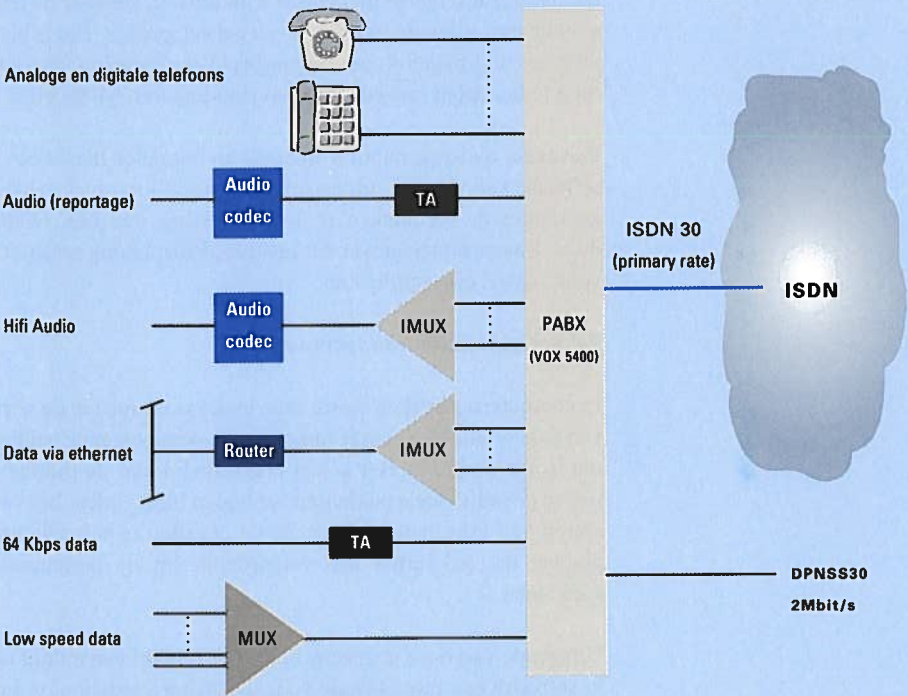 Analoge en digitale telefoons
Audio (reportage)
Audio
codec
TA
Hifi Audio
Audio
codec
IMUX
Data via ethernet
Router
IMUX
64 Kbps data
TA
Low speed data
MUX
PABX
(VOX 5400)
ISDN 30
(primary rate)
ISDN
DPNSS30
2Mbit/s